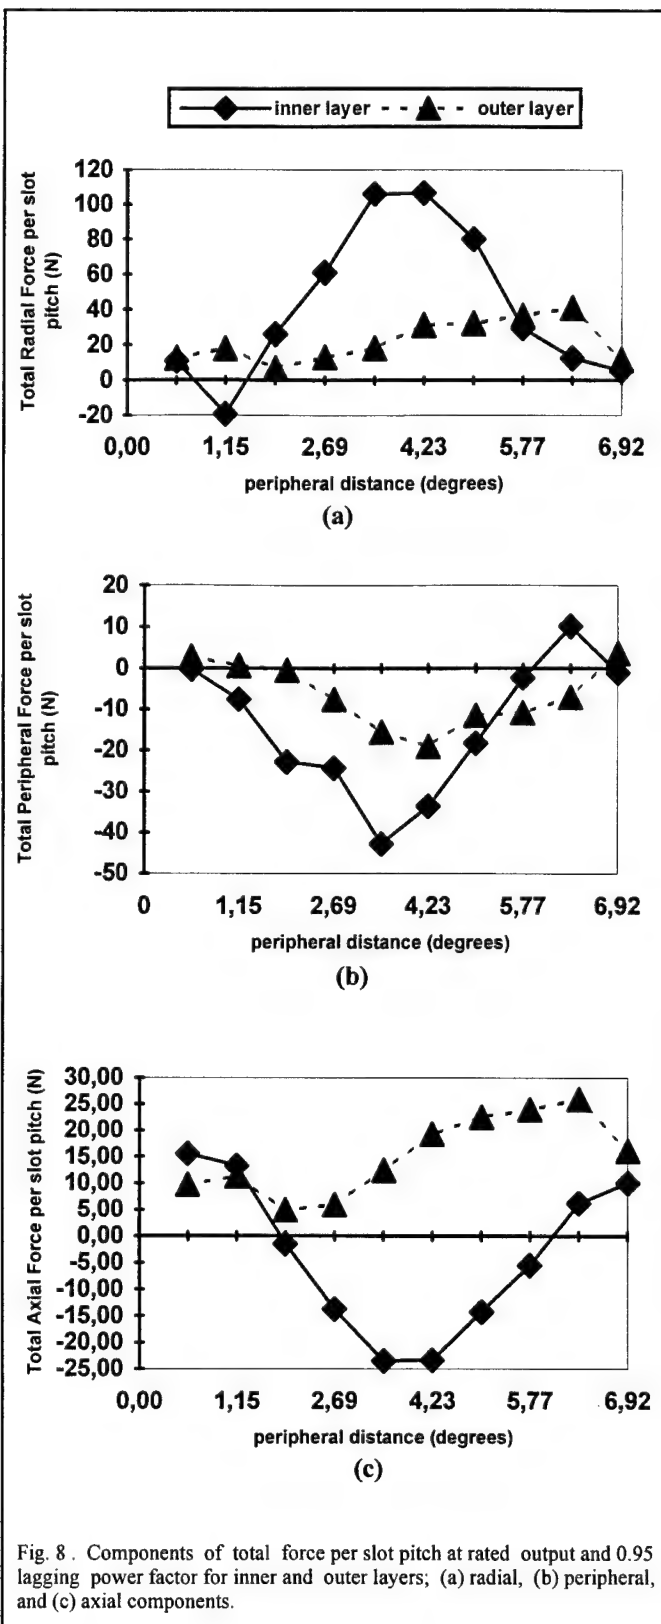 inner layer outer layer
Total Radial Force per slot
pitch (N)
120
100
80
60
40
20
0
-20
0,00 1,15 2,69 4,23 5,77 6,92
peripheral distance (degrees)
(a)
Total Peripheral Force per slot
pitch (N)
20
10
0
-10
-20
-30
-40
-50
0 1,15 2,69 4,23 5,77 6,92
peripheral distance (degrees)
(b)
Total Axial Force per slot pitch (N)
30,00
25,00
20,00
15,00
10,00
5,00
0,00
-5,00
-10,00
-15,00
-20,00
-25,00
0,00 1,15 2,69 4,23 5,77 6,92
peripheral distance (degrees)
(c)
Fig. 8 . Components of total force per slot pitch at rated output and 0.95
lagging power factor for inner and outer layers; (a) radial, (b) peripheral,
and (c) axial components.